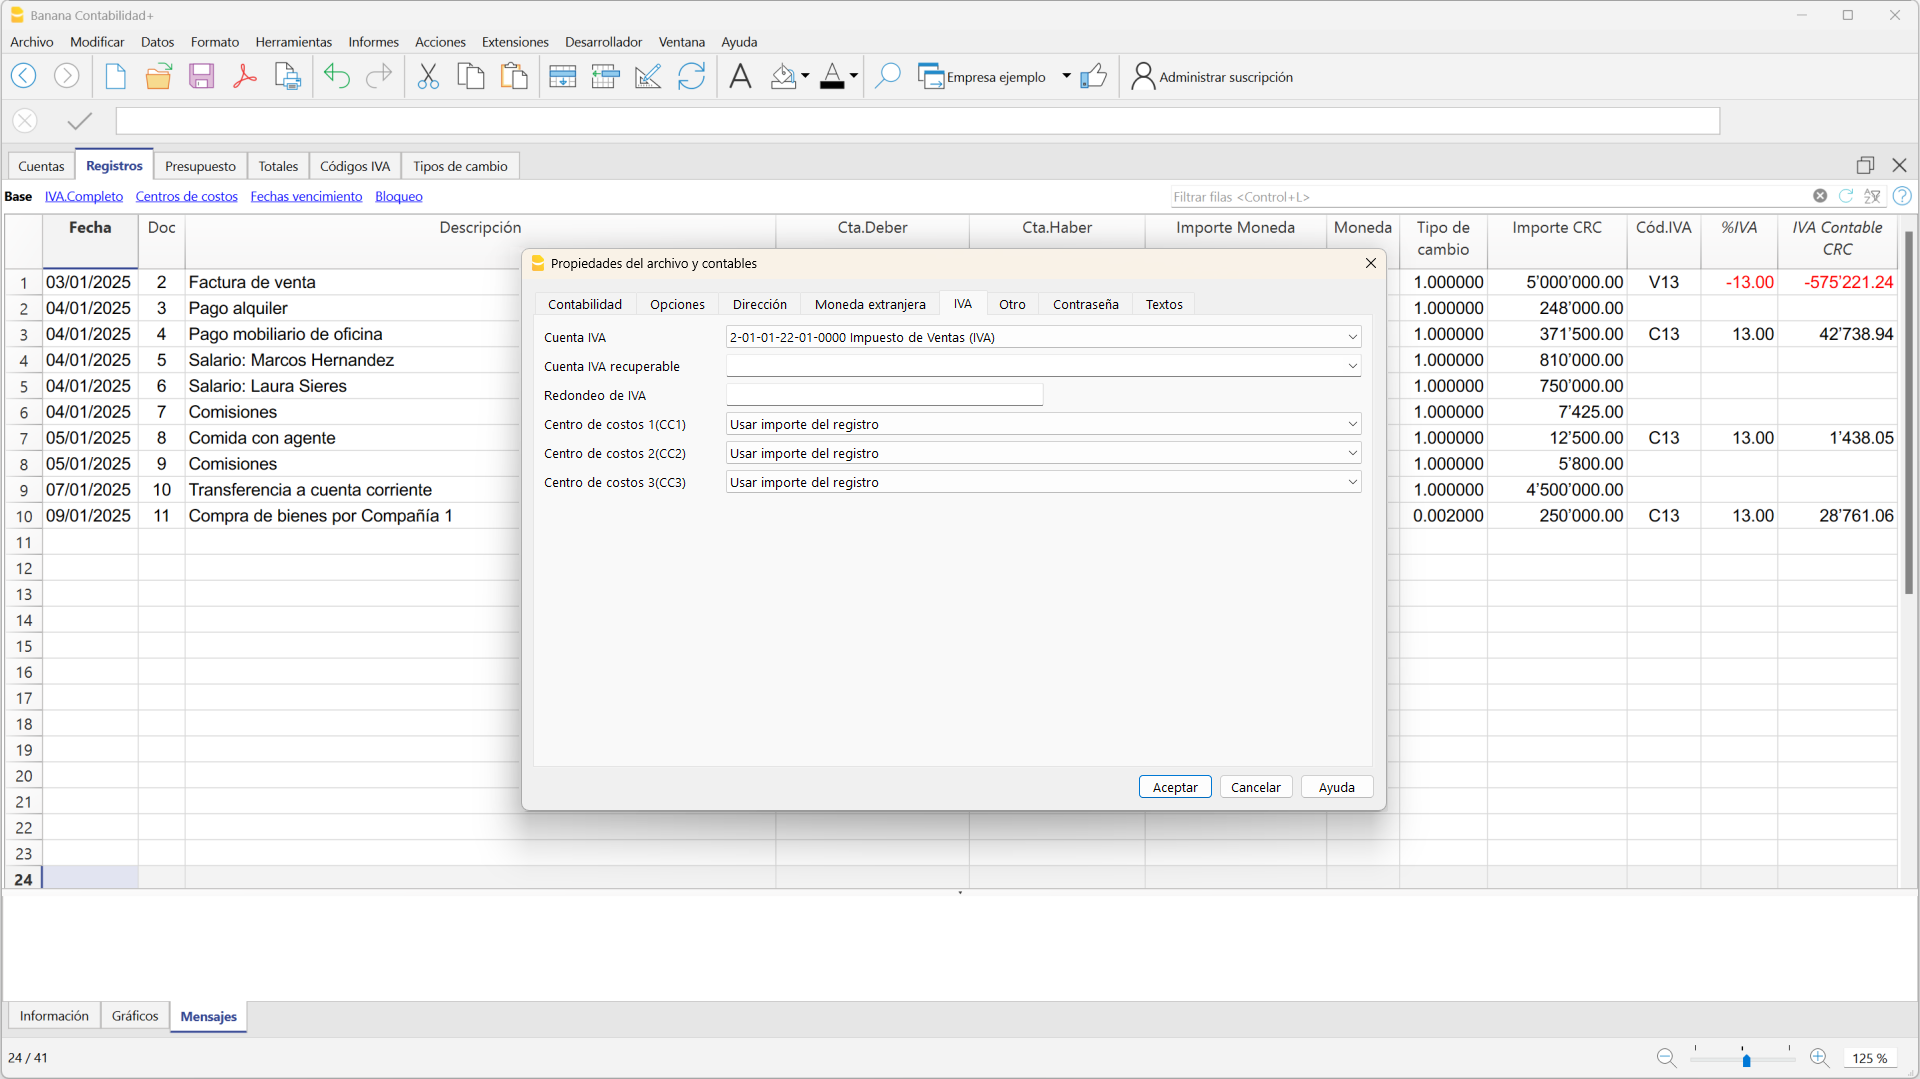 Banana Contabilidad+
Archivo Modificar Datos Formato Herramientas Informes Acciones Extensiones Desarrollador Ventana Ayuda
Empresa ejemplo Administrar suscripción
Cuentas Registros Presupuesto Totales Códigos IVA Tipos de cambio
Base IVA.Completo Centros de costos Fechas vencimiento Bloqueo Filtrar filas <Control+L>
Fecha Doc Descripción Cta.Deber Cta.Haber Importe Moneda Moneda Tipo de cambio Importe CRC Cód.IVA %IVA IVA Contable CRC
1 03/01/2025 2 Factura de venta 1.000000 5’000’000.00 V13 -13.00 -575’221.24
2 04/01/2025 3 Pago alquiler 1.000000 248’000.00
3 04/01/2025 4 Pago mobiliario de oficina 1.000000 371’500.00 C13 13.00 42’738.94
4 04/01/2025 5 Salario: Marcos Hernandez 1.000000 810’000.00
5 04/01/2025 6 Salario: Laura Sieres 1.000000 750’000.00
6 04/01/2025 7 Comisiones 1.000000 7’425.00
7 05/01/2025 8 Comida con agente 1.000000 12’500.00 C13 13.00 1’438.05
8 05/01/2025 9 Comisiones 1.000000 5’800.00
9 07/01/2025 10 Transferencia a cuenta corriente 1.000000 4’500’000.00
10 09/01/2025 11 Compra de bienes por Compañía 1 0.002000 250’000.00 C13 13.00 28’761.06
11
12
13
14
15
16
17
18
19
20
21
22
23
24
Propiedades del archivo y contables
Contabilidad Opciones Dirección Moneda extranjera IVA Otro Contraseña Textos
Cuenta IVA 2-01-01-22-01-0000 Impuesto de Ventas (IVA)
Cuenta IVA recuperable
Redondeo de IVA
Centro de costos 1(CC1) Usar importe del registro
Centro de costos 2(CC2) Usar importe del registro
Centro de costos 3(CC3) Usar importe del registro
Aceptar Cancelar Ayuda
Información Gráficos Mensajes
24 / 41 125 %